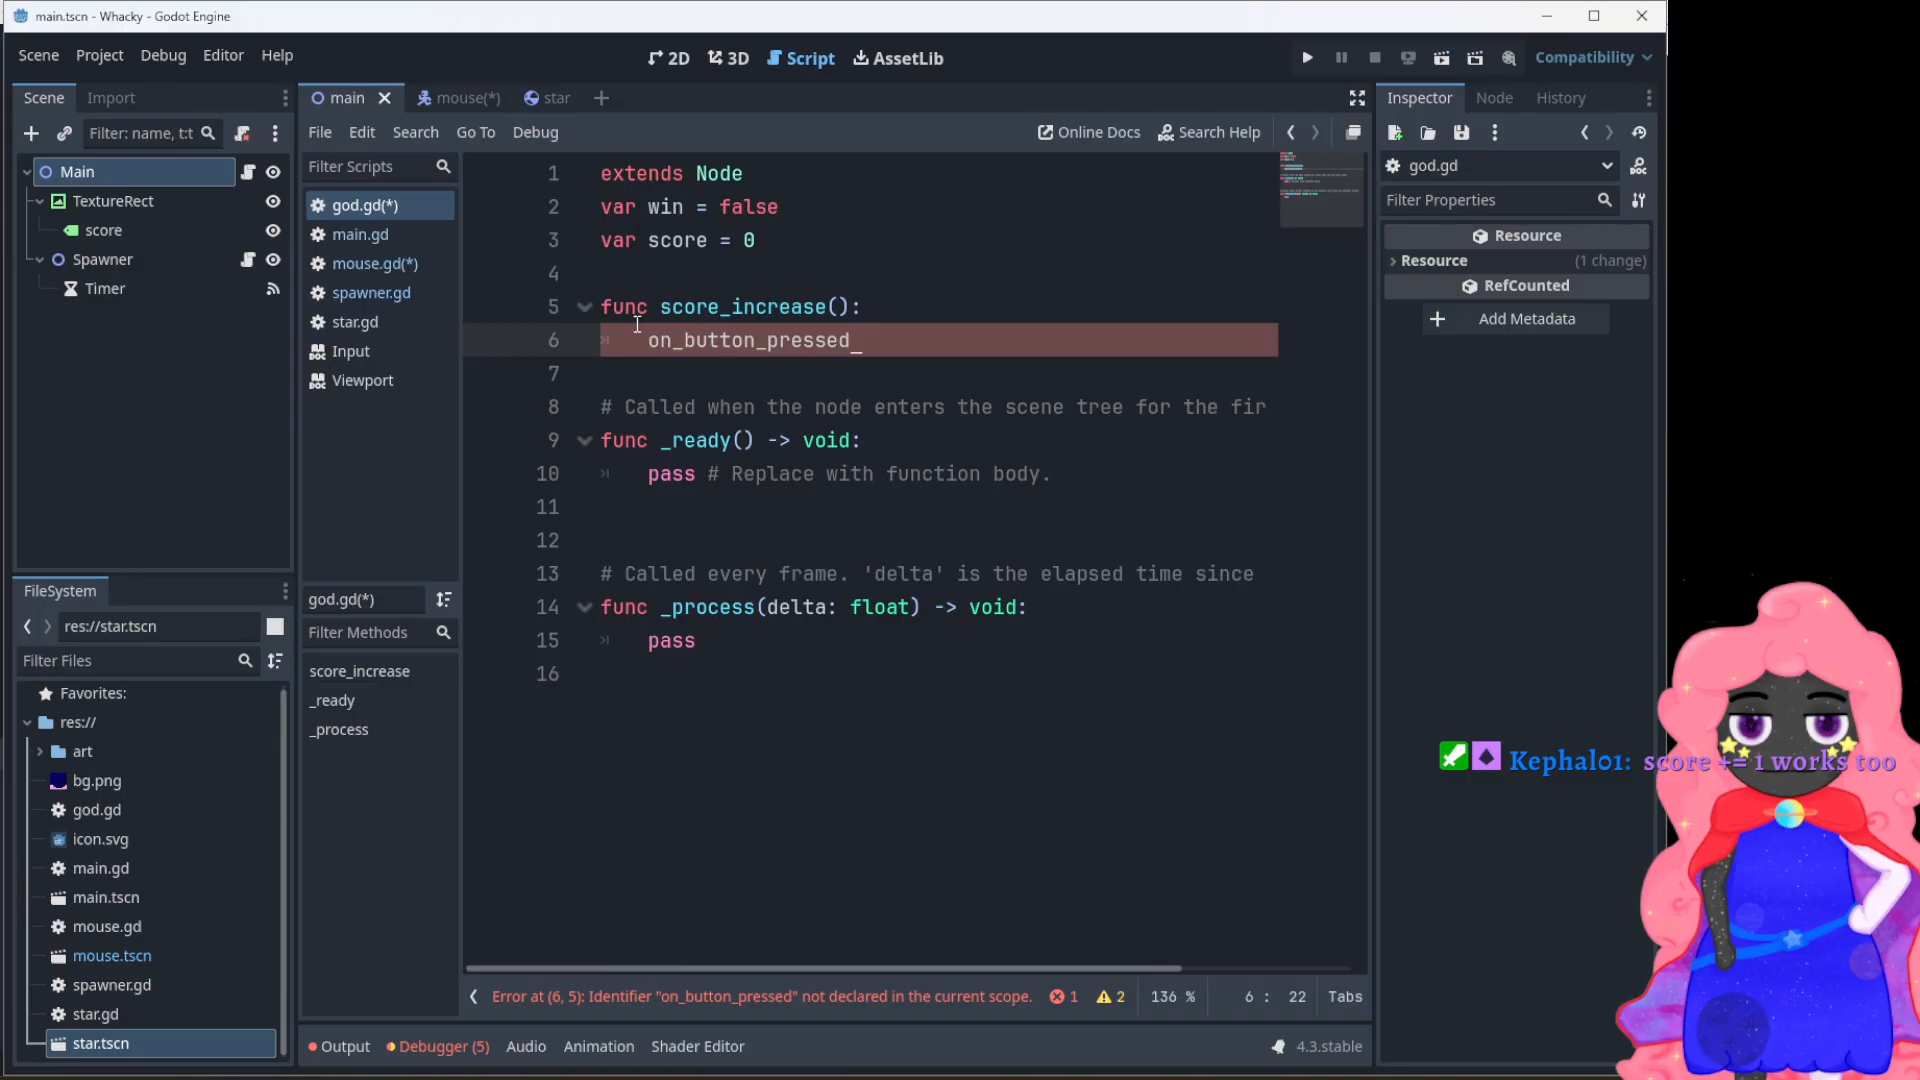 main.tscn - Whacky - Godot Engine
Scene Project Debug Editor Help
2D 3D Script AssetLib
Compatibility
Scene Import
main mouse(*) star
Inspector Node History
Filter: name, t:t
File Edit Search Go To Debug
Online Docs Search Help
Main
TextureRect
score
Spawner
Timer
Filter Scripts
god.gd(*)
main.gd
mouse.gd(*)
spawner.gd
star.gd
Input
Viewport
god.gd(*)
Filter Methods
score_increase
_ready
_process
1 extends Node
2 var win = false
3 var score = 0
4
5 func score_increase():
6 on_button_pressed_
7
8 # Called when the node enters the scene tree for the fir
9 func _ready() -> void:
10 pass # Replace with function body.
11
12
13 # Called every frame. 'delta' is the elapsed time since
14 func _process(delta: float) -> void:
15 pass
16
god.gd
Filter Properties
Resource
Resource (1 change)
RefCounted
Add Metadata
FileSystem
res://star.tscn
Filter Files
Favorites:
res://
art
bg.png
god.gd
icon.svg
main.gd
main.tscn
mouse.gd
mouse.tscn
spawner.gd
star.gd
star.tscn
Kephal01: score += 1 works too
Error at (6, 5): Identifier "on_button_pressed" not declared in the current scope. 1 2 136 % 6 : 22 Tabs
Output Debugger (5) Audio Animation Shader Editor 4.3.stable